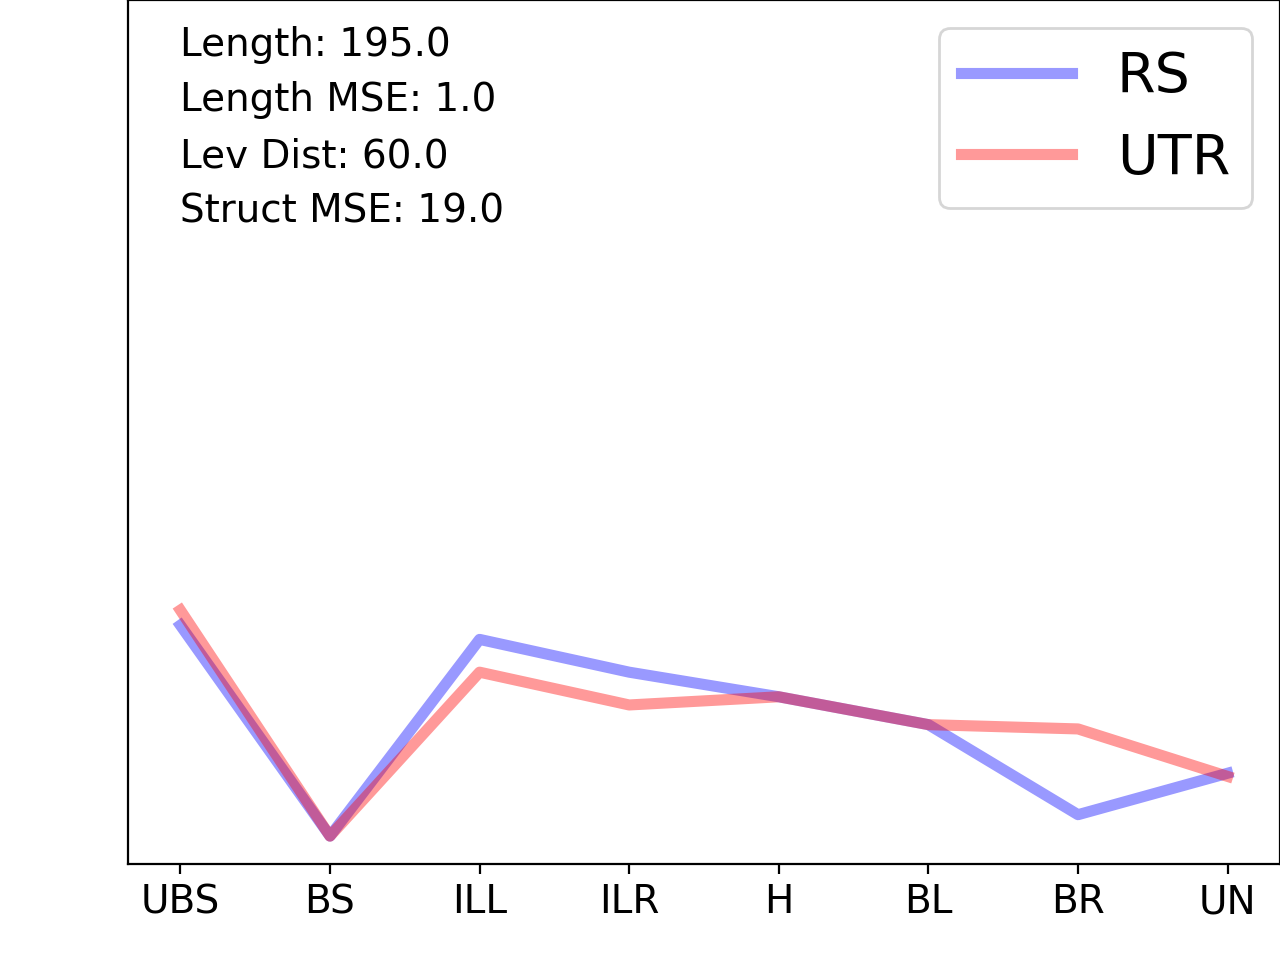 Length: 195.0
Length MSE: 1.0
Lev Dist: 60.0
Struct MSE: 19.0
RS
UTR
UBS BS ILL ILR H BL BR UN